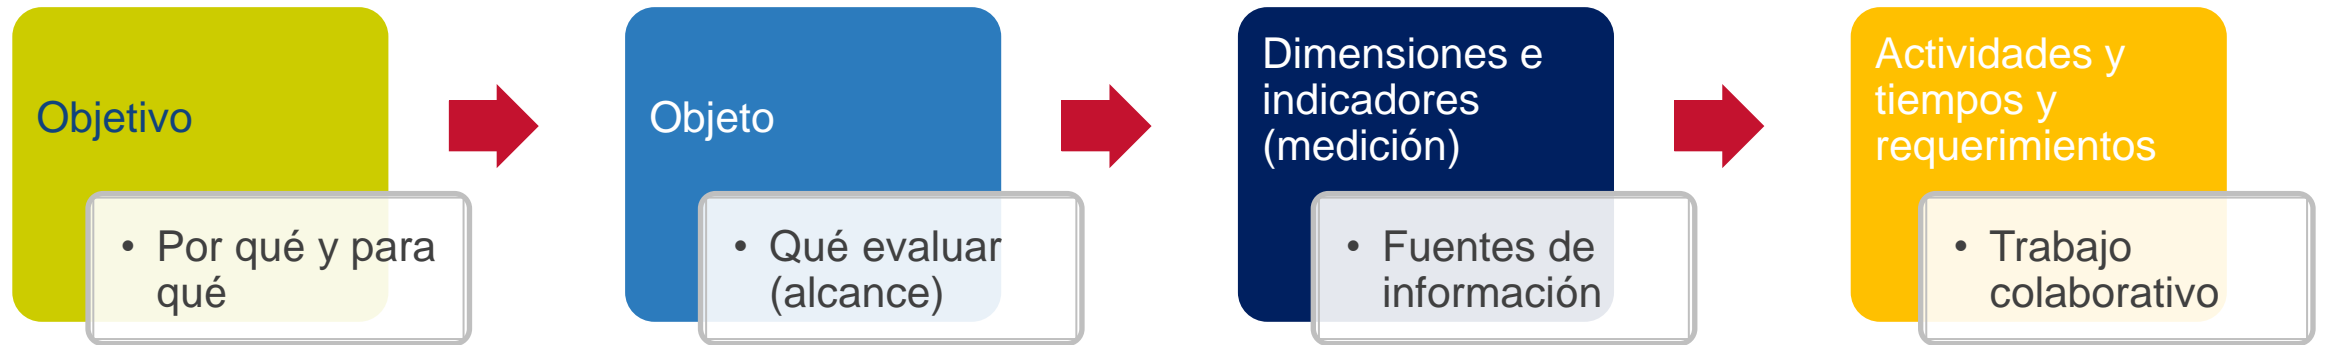 Objetivo
• Por qué y para
qué
Objeto
• Qué evaluar
(alcance)
Dimensiones e
indicadores
(medición)
• Fuentes de
información
Actividades y
tiempos y
requerimientos
• Trabajo
colaborativo